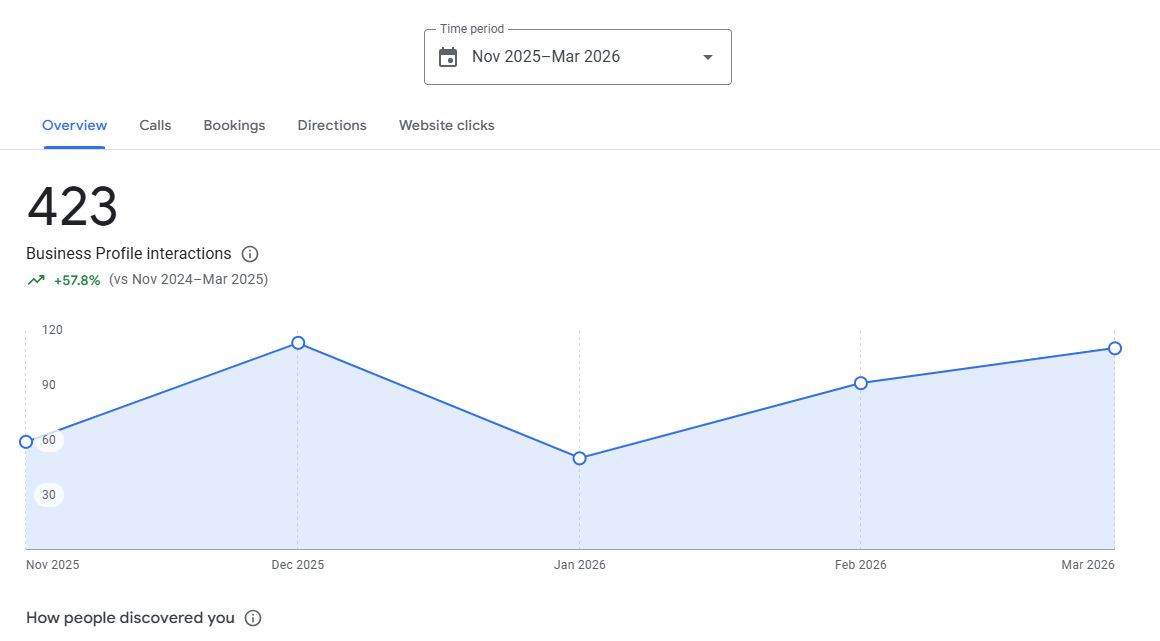 Time period
Nov 2025–Mar 2026
Overview Calls Bookings Directions Website clicks
423
Business Profile interactions
+57.8% (vs Nov 2024–Mar 2025)
120
90
60
30
Nov 2025 Dec 2025 Jan 2026 Feb 2026 Mar 2026
How people discovered you